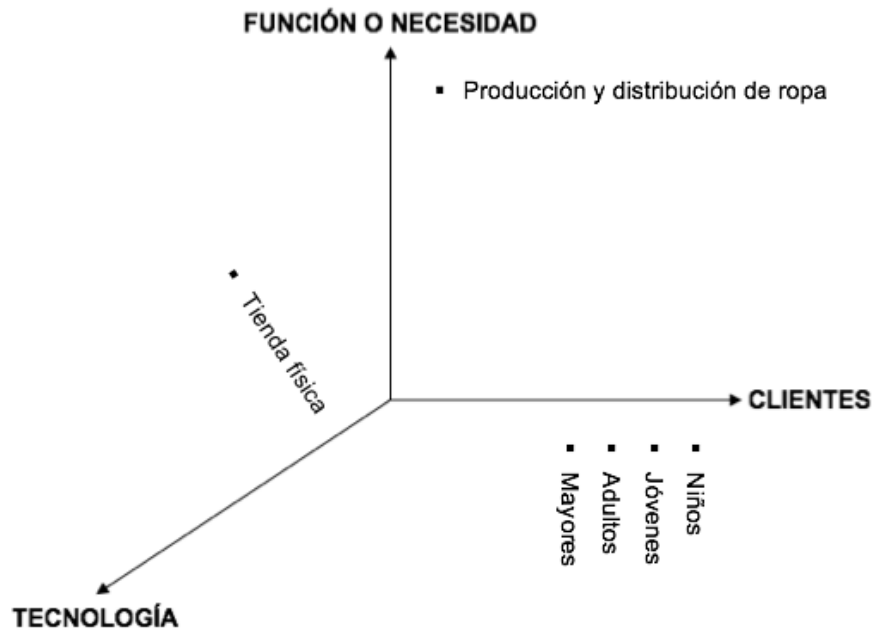 FUNCIÓN O NECESIDAD
▪ Producción y distribución de ropa
▪ Tienda física
CLIENTES
▪ Mayores
▪ Adultos
▪ Jóvenes
▪ Niños
TECNOLOGÍA